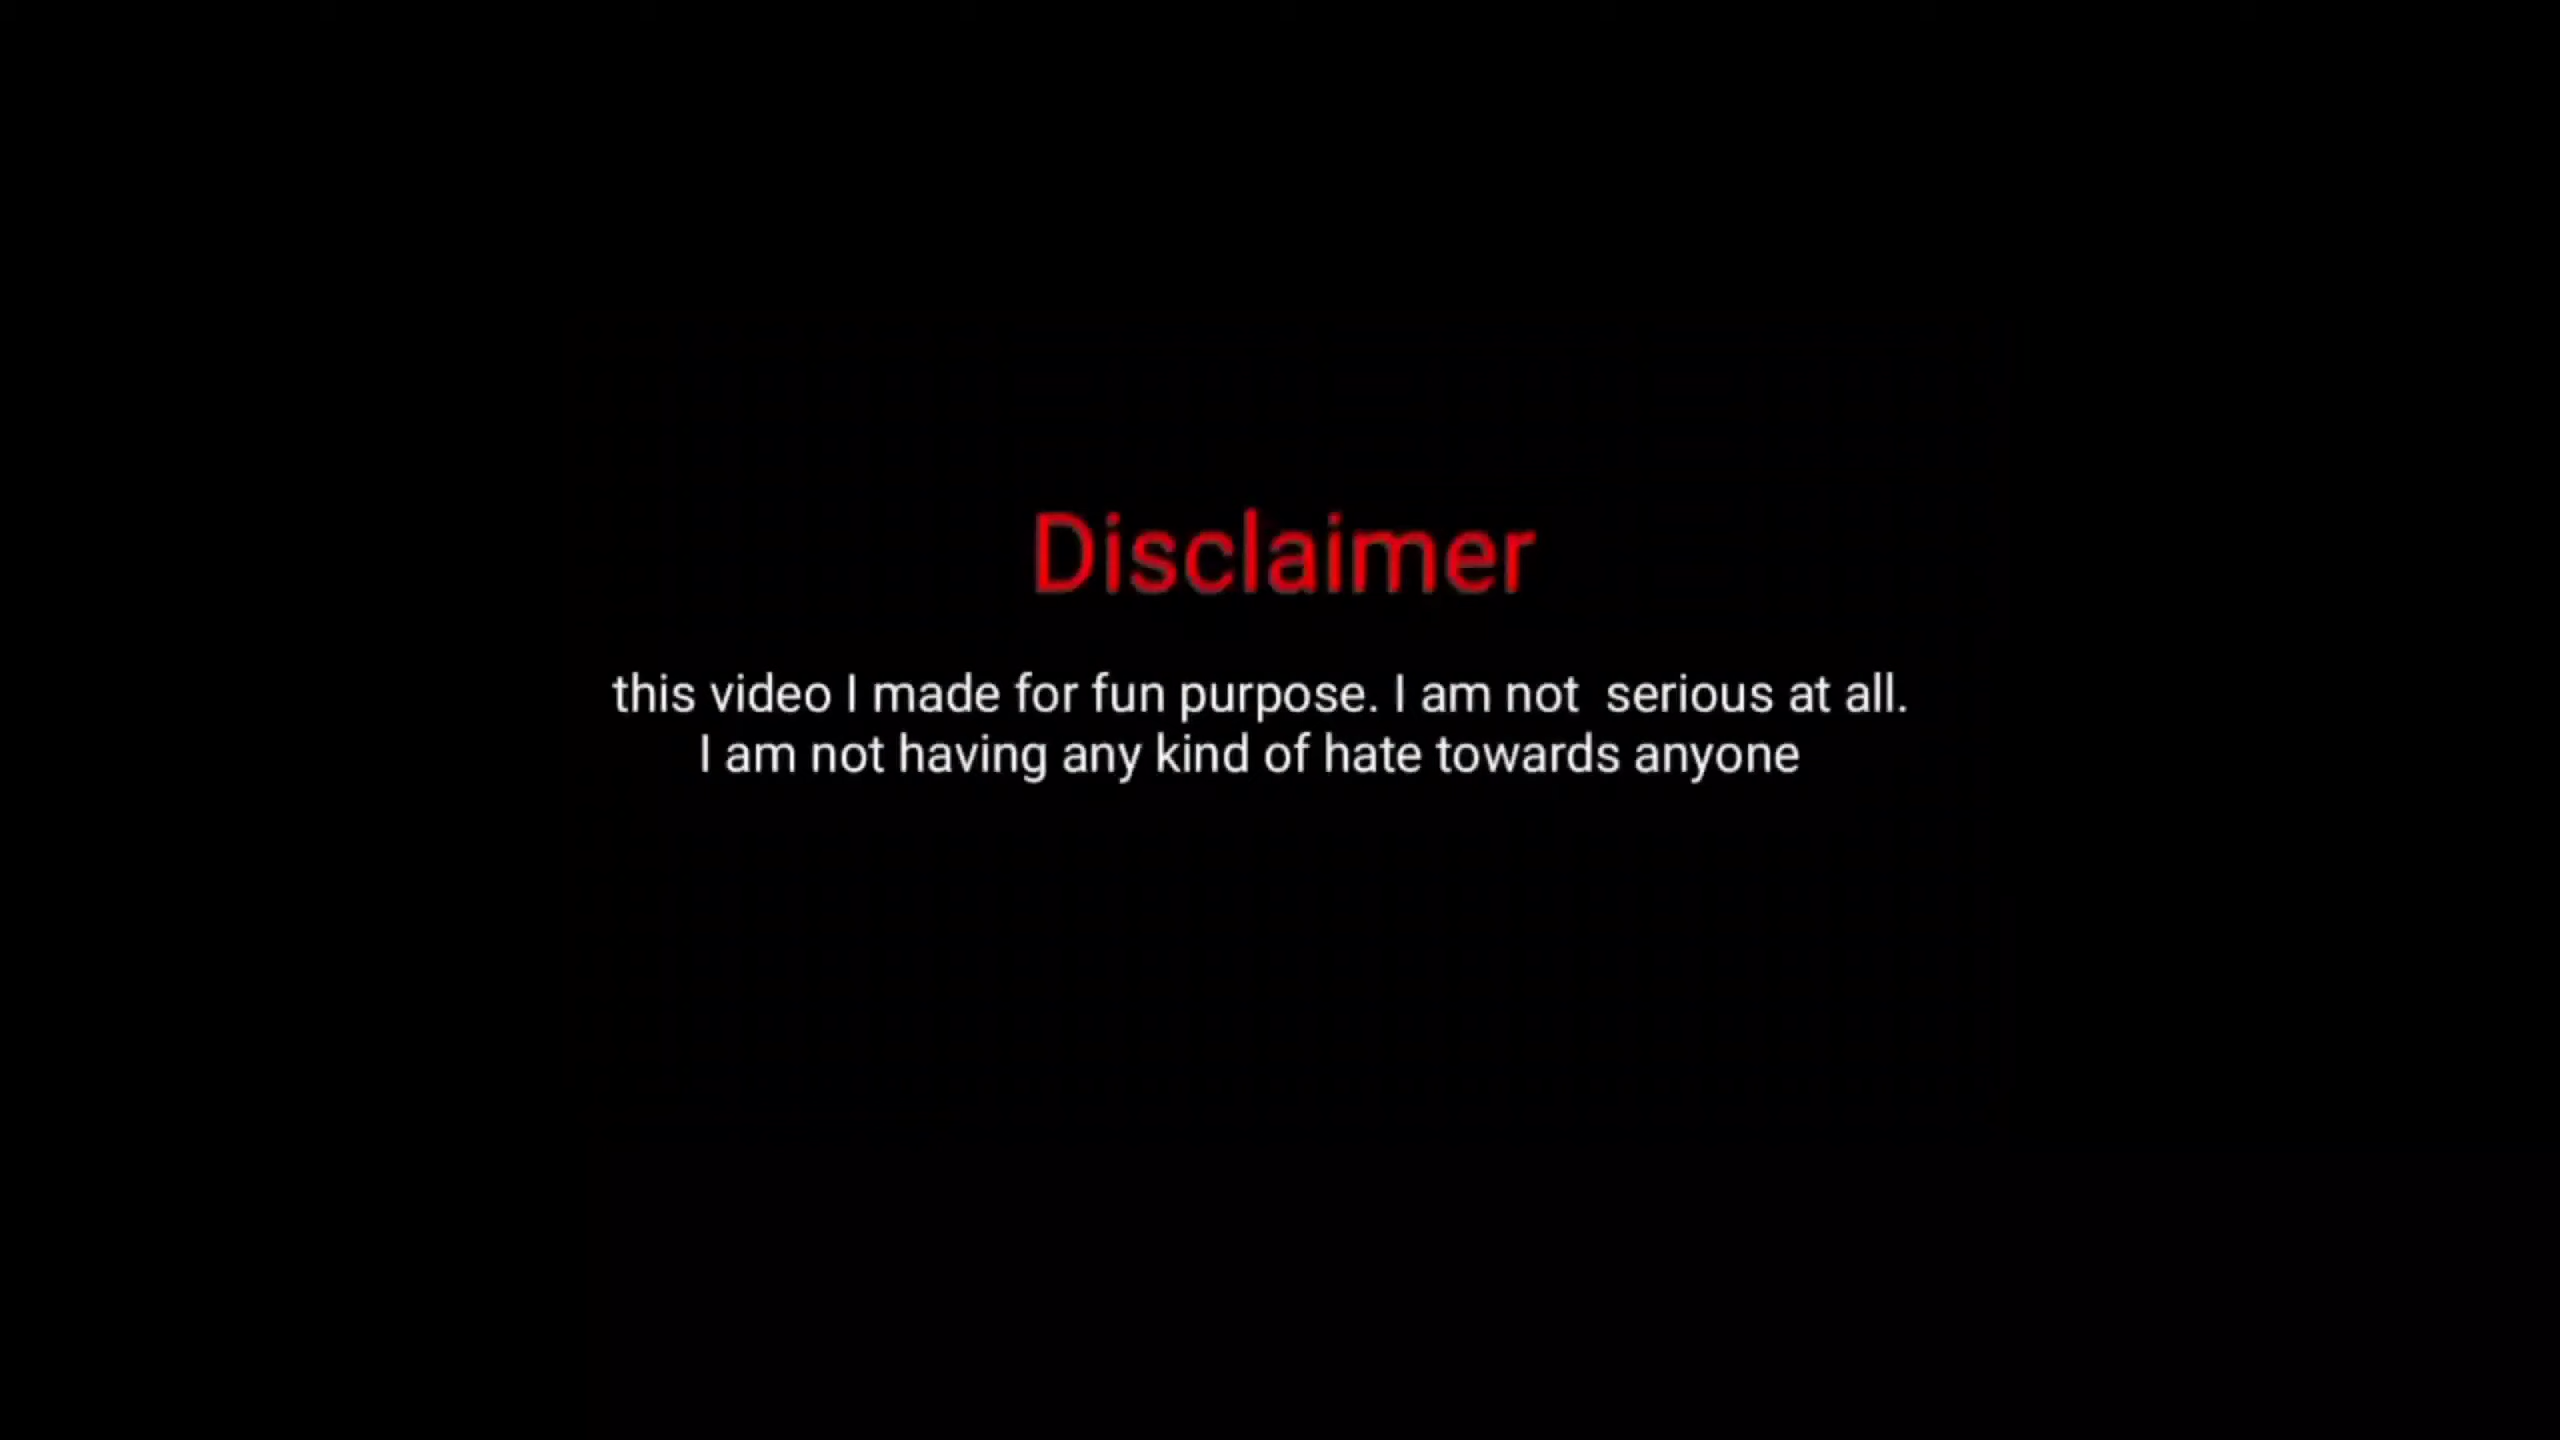 Disclaimer
this video I made for fun purpose. I am not  serious at all.
I am not having any kind of hate towards anyone